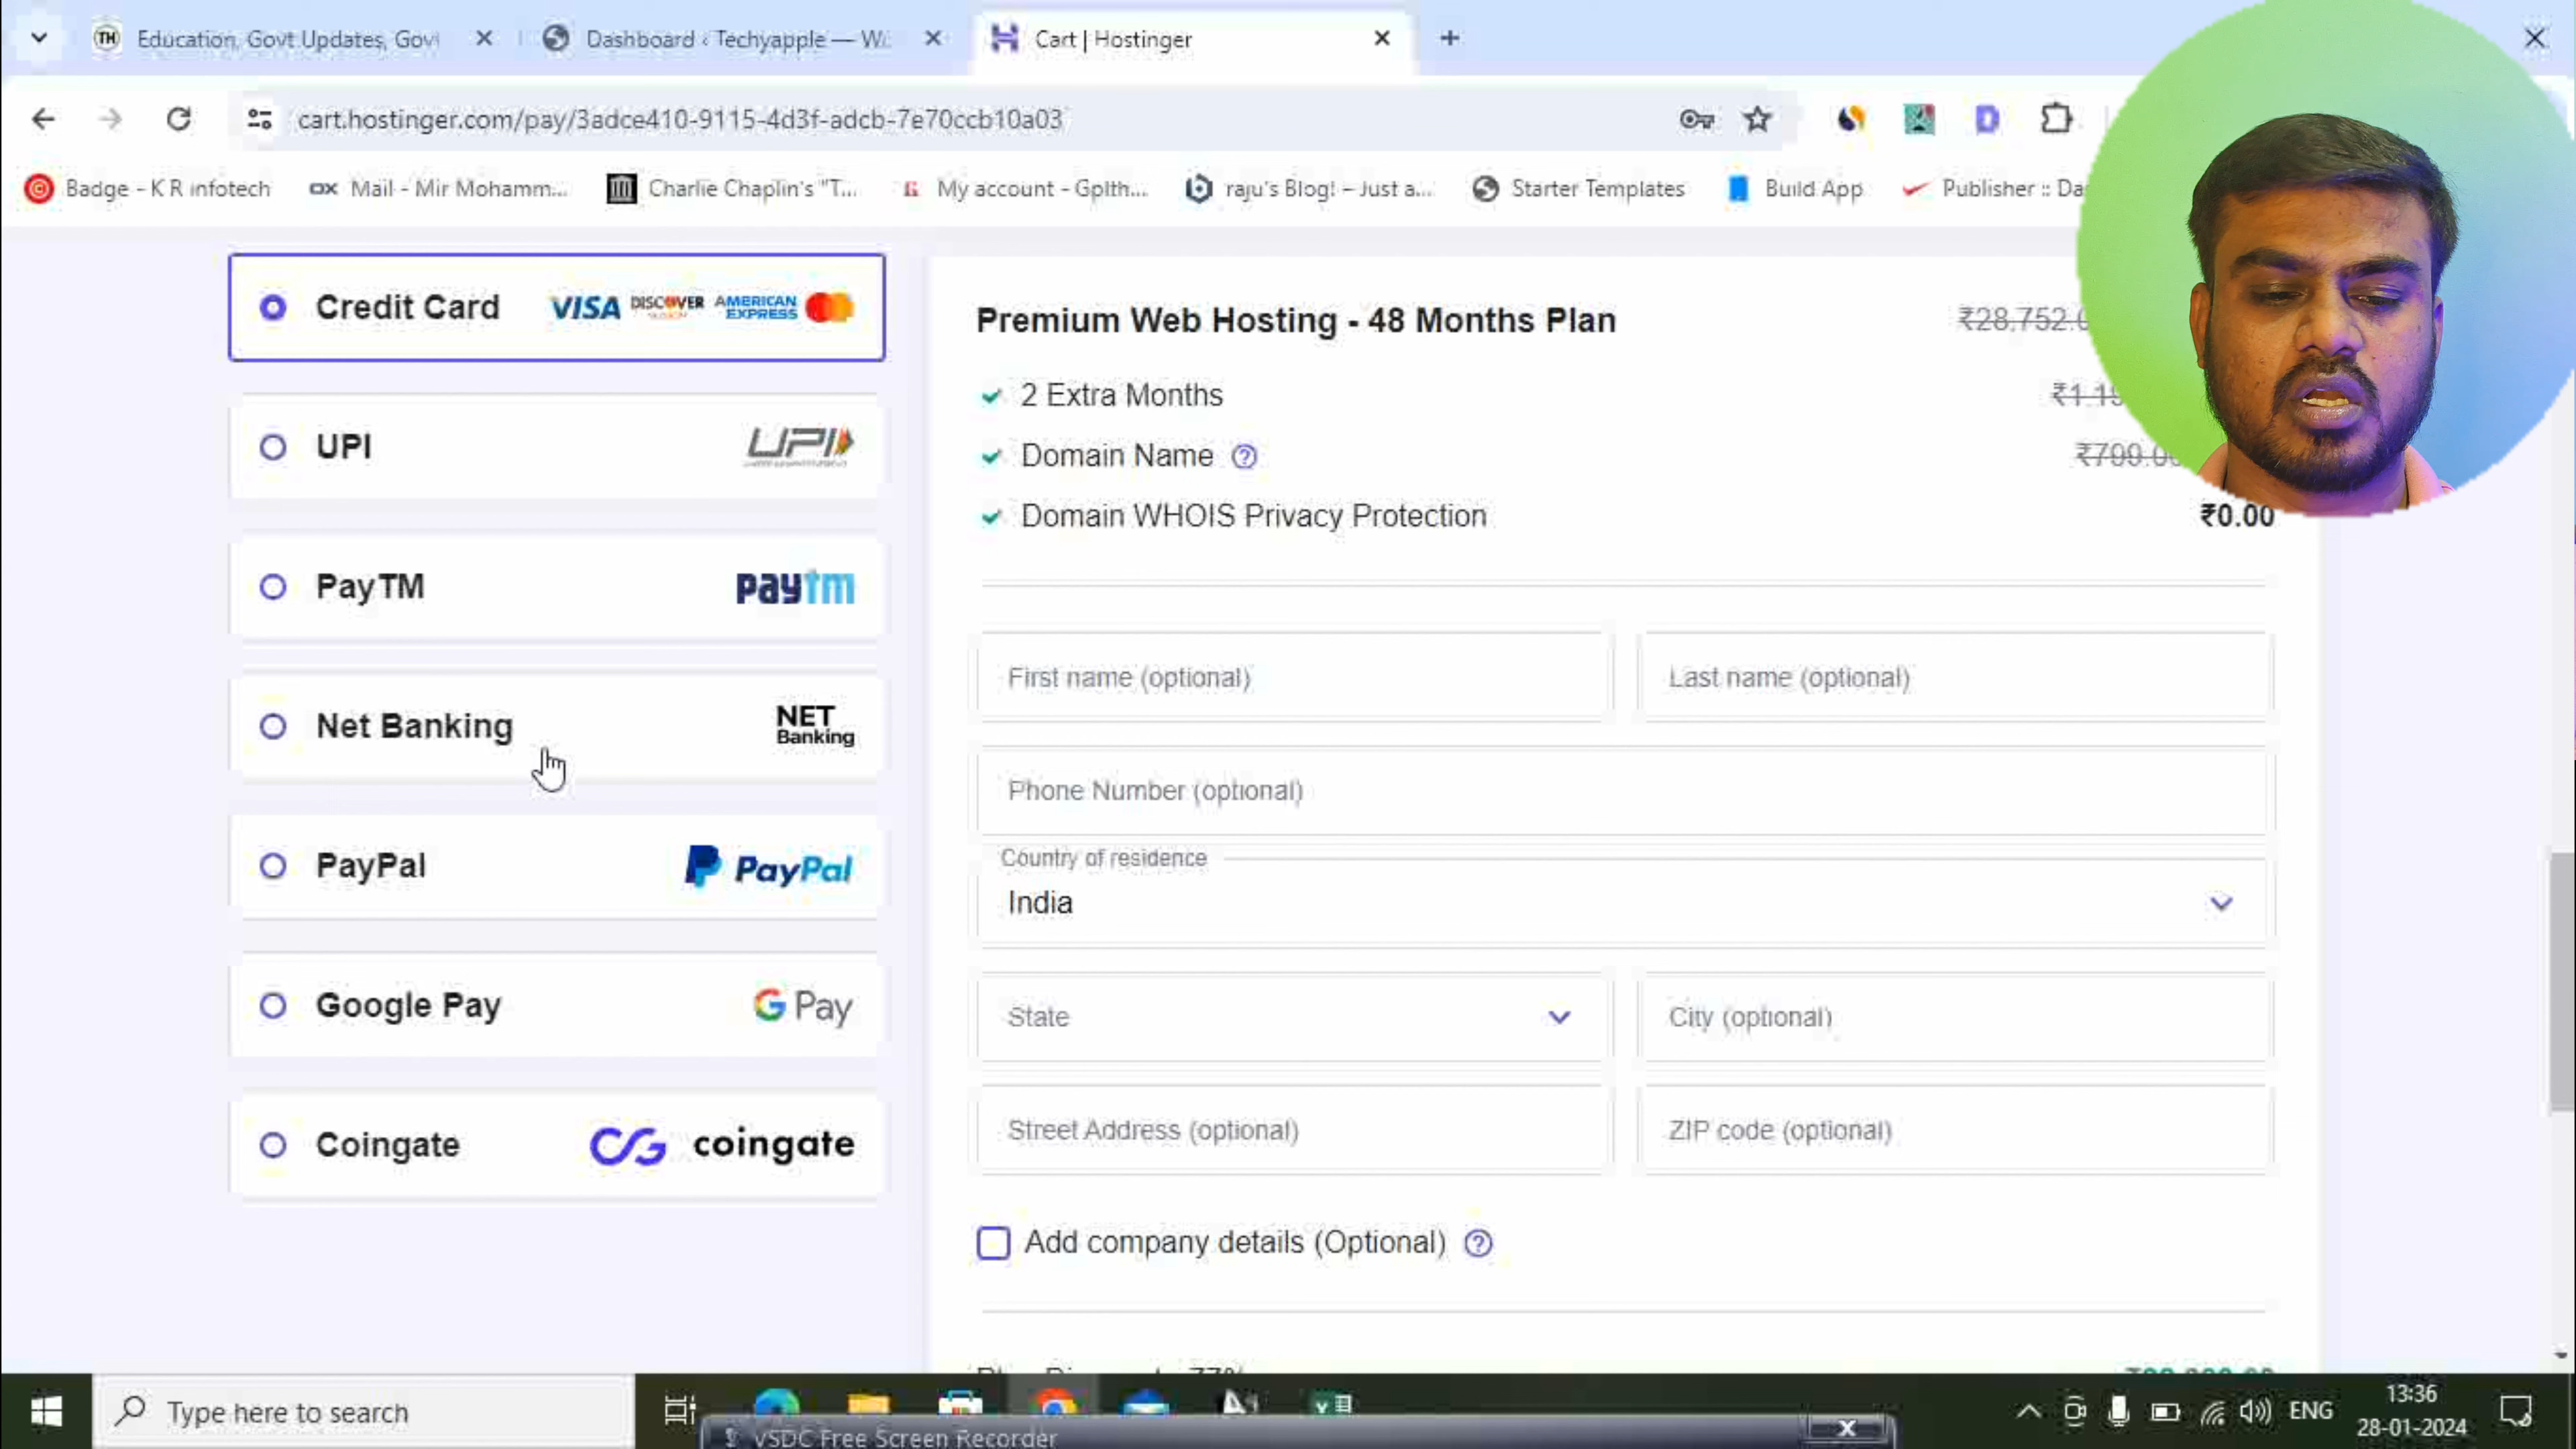 Education, Govt Updates, Govt
Dashboard ‹ Techyapple — W
Cart | Hostinger
cart.hostinger.com/pay/3adce410-9115-4d3f-adcb-7e70ccb10a03
Badge - K R infotech
Mail - Mir Mohamm...
Charlie Chaplin's "T...
My account - Gplth...
raju's Blog! – Just a...
Starter Templates
Build App
Publisher :: Da
Credit Card VISA DISCOVER AMERICAN EXPRESS
UPI UPI
PayTM paytm
Net Banking NET Banking
PayPal PayPal
Google Pay G Pay
Coingate coingate
Premium Web Hosting - 48 Months Plan ₹28,752.0
2 Extra Months ₹1,19
Domain Name ₹799.00
Domain WHOIS Privacy Protection ₹0.00
First name (optional) Last name (optional)
Phone Number (optional)
Country of residence
India
State City (optional)
Street Address (optional) ZIP code (optional)
Add company details (Optional)
Type here to search
VSDC Free Screen Recorder
ENG
13:36
28-01-2024